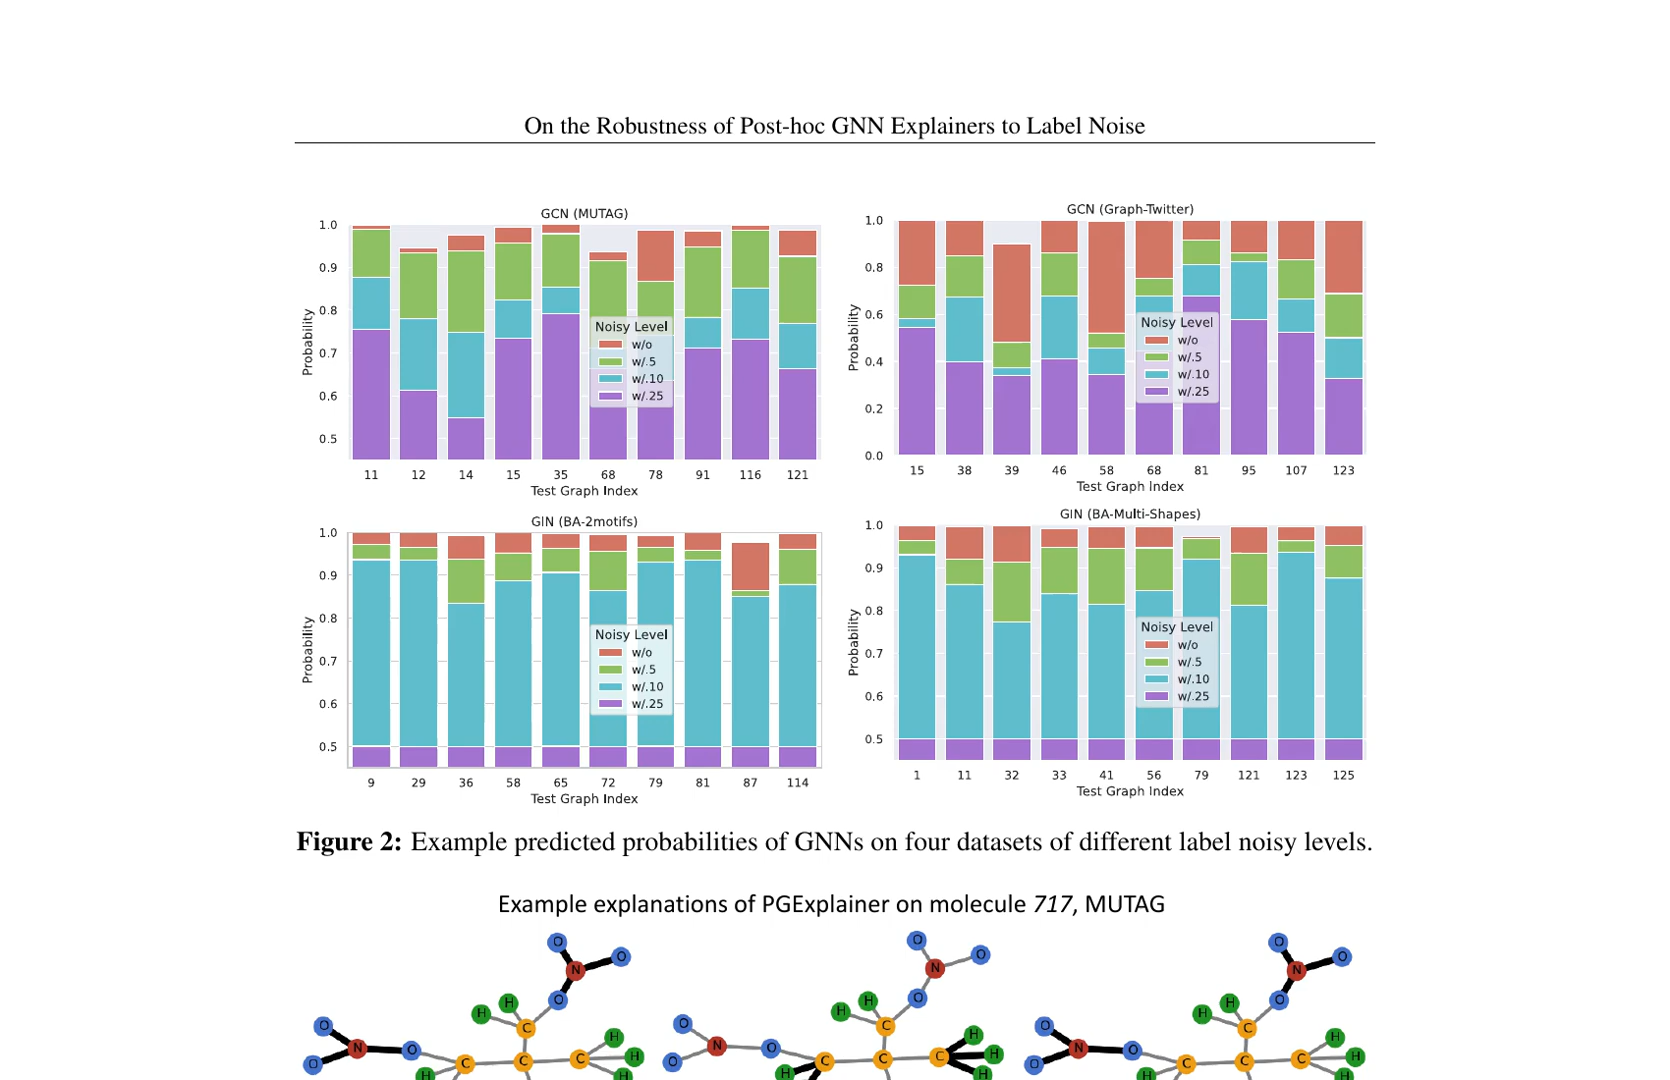 On the Robustness of Post-hoc GNN Explainers to Label Noise
GCN (MUTAG)
1.0
0.9
0.8
0.7
0.6
0.5
Probability
Noisy Level
w/o
w/.5
w/.10
w/.25
11 12 14 15 35 68 78 91 116 121
Test Graph Index
GCN (Graph-Twitter)
1.0
0.8
0.6
0.4
0.2
0.0
Probability
Noisy Level
w/o
w/.5
w/.10
w/.25
15 38 39 46 58 68 81 95 107 123
Test Graph Index
GIN (BA-2motifs)
1.0
0.9
0.8
0.7
0.6
0.5
Probability
Noisy Level
w/o
w/.5
w/.10
w/.25
9 29 36 58 65 72 79 81 87 114
Test Graph Index
GIN (BA-Multi-Shapes)
1.0
0.9
0.8
0.7
0.6
0.5
Probability
Noisy Level
w/o
w/.5
w/.10
w/.25
1 11 32 33 41 56 79 121 123 125
Test Graph Index
Figure 2: Example predicted probabilities of GNNs on four datasets of different label noisy levels.
Example explanations of PGExplainer on molecule 717, MUTAG
O O O O O O
N N N
H H O H H O H H O
O C O C O C
N O H N O H N O H
O C C C H O C C C H O C C C H
H H H H H H